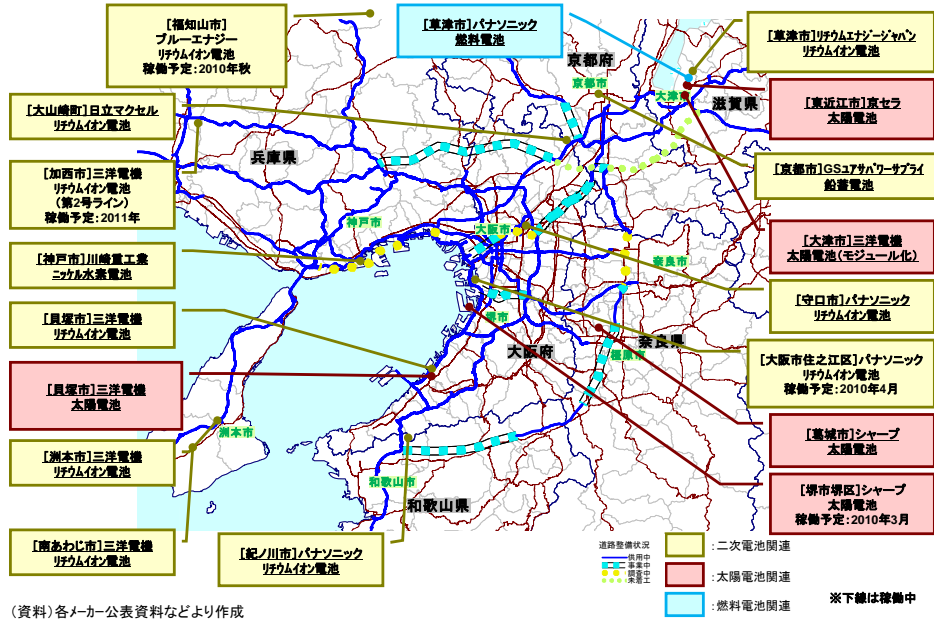 [福知山市]
ブルーエナジー
リチウムイオン電池
稼働予定:2010年秋
[草津市]パナソニック
燃料電池
[草津市]リチウムエナジージャパン
リチウムイオン電池
[大山崎町]日立マクセル
リチウムイオン電池
[東近江市]京セラ
太陽電池
[加西市]三洋電機
リチウムイオン電池
(第2号ライン)
稼働予定:2011年
[京都市]GSユアサパワーサプライ
鉛蓄電池
[神戸市]川崎重工業
ニッケル水素電池
[大津市]三洋電機
太陽電池(モジュール化)
[貝塚市]三洋電機
リチウムイオン電池
[守口市]パナソニック
リチウムイオン電池
[貝塚市]三洋電機
太陽電池
[大阪市住之江区]パナソニック
リチウムイオン電池
稼働予定:2010年4月
[洲本市]三洋電機
リチウムイオン電池
[葛城市]シャープ
太陽電池
[堺市堺区]シャープ
太陽電池
稼働予定:2010年3月
[南あわじ市]三洋電機
リチウムイオン電池
[紀ノ川市]パナソニック
リチウムイオン電池
京都府
京都市
大津市
滋賀県
兵庫県
神戸市
大阪市
奈良市
堺市
大阪府
奈良県
橿原市
洲本市
和歌山市
和歌山県
道路整備状況
供用中
事業中
調査中
未着工
:二次電池関連
:太陽電池関連
:燃料電池関連
※下線は稼働中
(資料)各メーカー公表資料などより作成